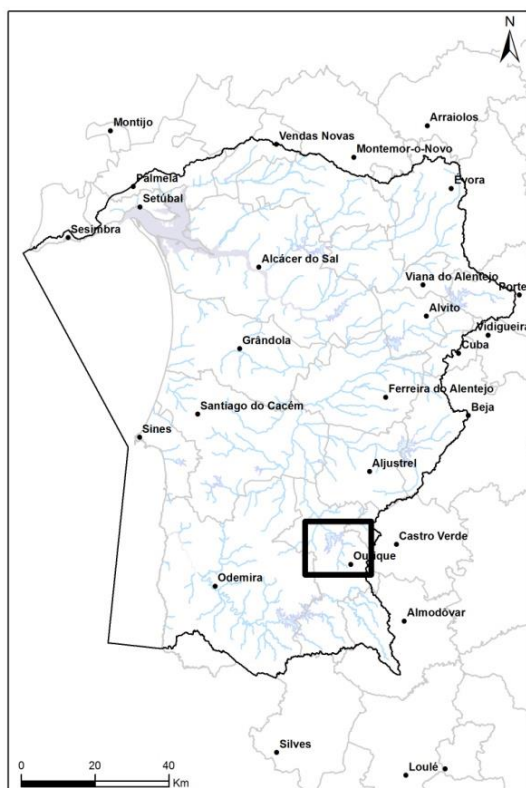 N
Arraiolos
Montijo
Vendas Novas
Montemor-o-Novo
Évora
Palmela
Setúbal
Sesimbra
Alcácer do Sal
Viana do Alentejo
Porte
Alvito
Vidigueira
Cuba
Grândola
Ferreira do Alentejo
Santiago do Cacém
Beja
Sines
Aljustrel
Castro Verde
Ourique
Odemira
Almodôvar
Silves
Loulé
0 20 40
Km